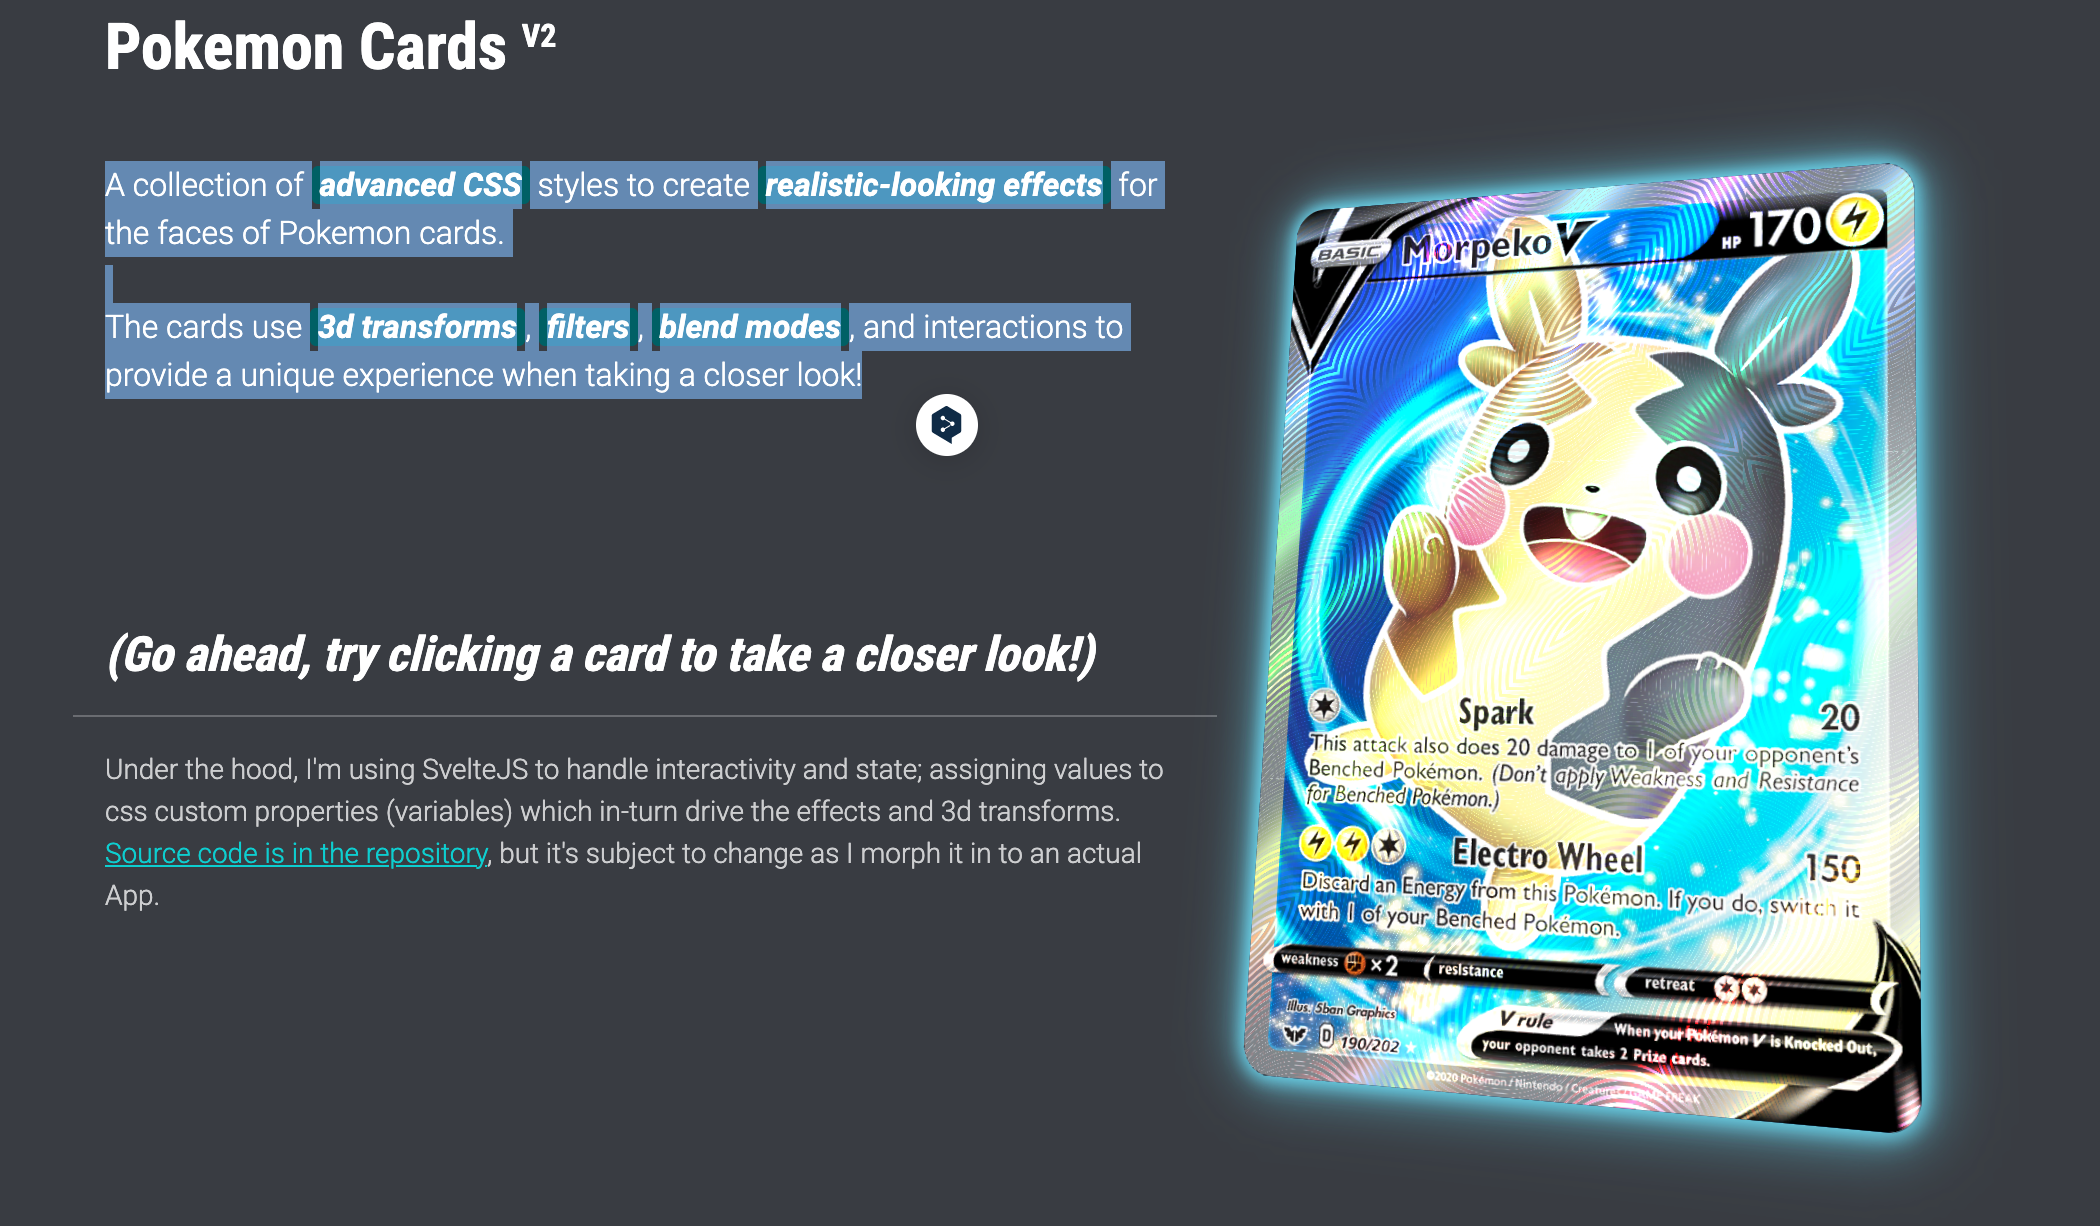 Pokemon Cards V2
A collection of advanced CSS styles to create realistic-looking effects for
the faces of Pokemon cards.
The cards use 3d transforms, filters, blend modes, and interactions to
provide a unique experience when taking a closer look!
(Go ahead, try clicking a card to take a closer look!)
Under the hood, I'm using SvelteJS to handle interactivity and state; assigning values to
css custom properties (variables) which in-turn drive the effects and 3d transforms.
Source code is in the repository, but it's subject to change as I morph it in to an actual
App.
BASIC Morpeko V HP 170
Spark 20
This attack also does 20 damage to 1 of your opponent's
Benched Pokémon. (Don't apply Weakness and Resistance
for Benched Pokémon.)
Electro Wheel 150
Discard an Energy from this Pokémon. If you do, switch it
with 1 of your Benched Pokémon.
weakness ×2 resistance retreat
Illus. 5ban Graphics
D 190/202
V rule When your Pokémon V is Knocked Out,
your opponent takes 2 Prize cards.
©2020 Pokémon / Nintendo / Creatures / GAME FREAK